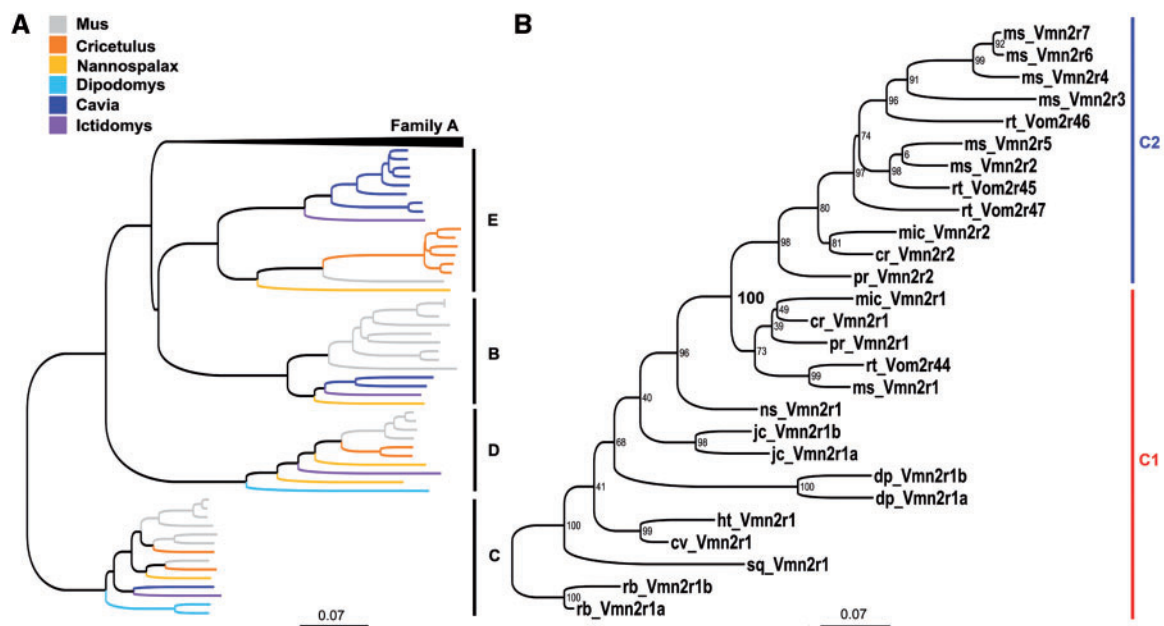 A
Mus
Cricetulus
Nannospalax
Dipodomys
Cavia
Ictidomys
Family A
E
B
D
C
0.07
B
ms_Vmn2r7
92
ms_Vmn2r6
99
ms_Vmn2r4
91
ms_Vmn2r3
96
rt_Vom2r46
74
ms_Vmn2r5
6
ms_Vmn2r2
98
rt_Vom2r45
97
rt_Vom2r47
80
mic_Vmn2r2
81
cr_Vmn2r2
98
pr_Vmn2r2
100
mic_Vmn2r1
49
cr_Vmn2r1
39
pr_Vmn2r1
73
rt_Vom2r44
99
ms_Vmn2r1
96
ns_Vmn2r1
40
jc_Vmn2r1b
98
jc_Vmn2r1a
68
dp_Vmn2r1b
100
dp_Vmn2r1a
41
ht_Vmn2r1
99
cv_Vmn2r1
100
sq_Vmn2r1
rb_Vmn2r1b
100
rb_Vmn2r1a
0.07
C2
C1